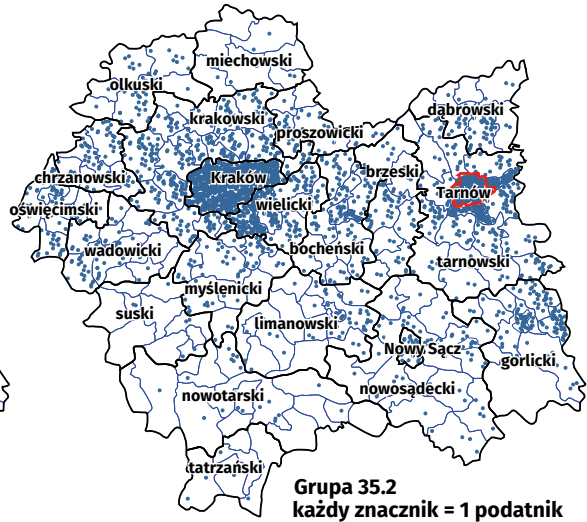 miechowski
olkuski
dąbrowski
krakowski
proszowicki
chrzanowski
Kraków
brzeski
Tarnów
oświęcimski
wielicki
wadowicki
bocheński
tarnowski
myślenicki
suski
limanowski
Nowy Sącz
gorlicki
nowotarski
nowosądecki
tatrzański
Grupa 35.2
każdy znacznik = 1 podatnik